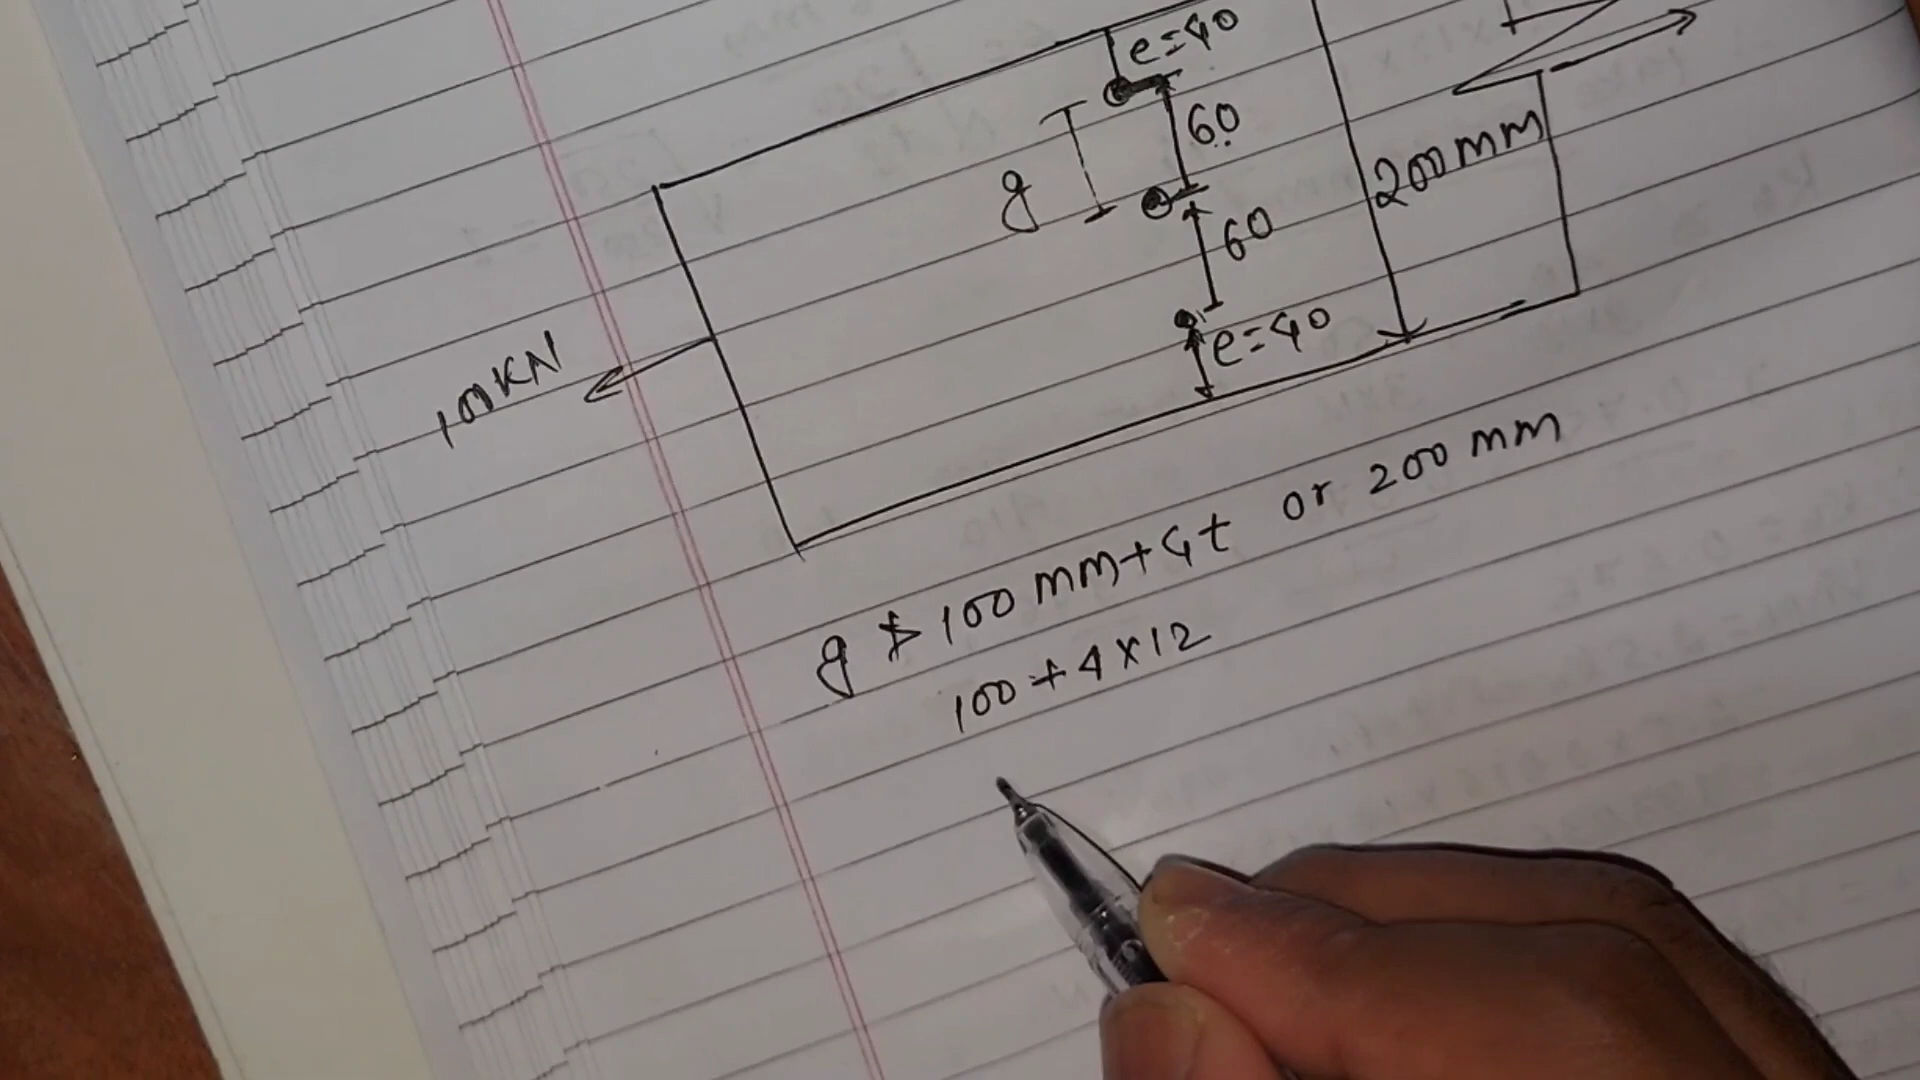 e=40
60
g
200mm
60
e=40
100KN
g ≯ 100 mm+4t or 200 mm
100 + 4×12